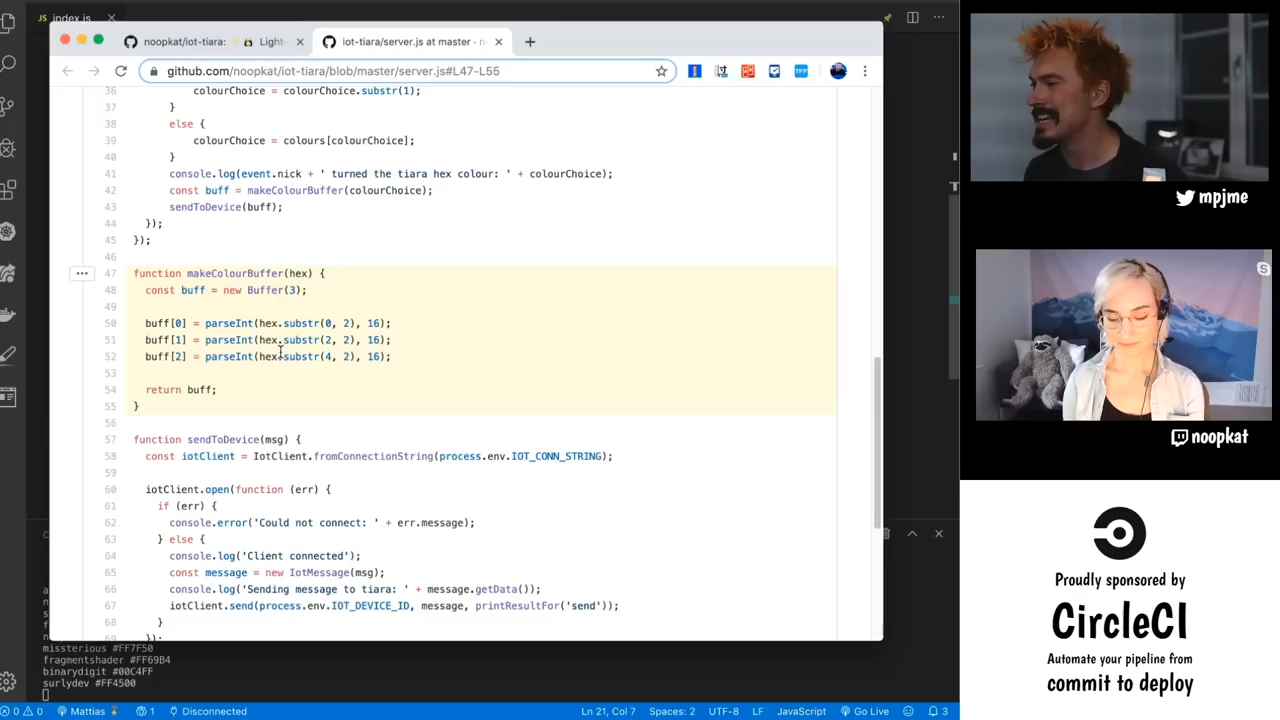 JS index.js
noopkat/iot-tiara: Light-
iot-tiara/server.js at master · n
github.com/noopkat/iot-tiara/blob/master/server.js#L47-L55
36 colourChoice = colourChoice.substr(1);
37 }
38 else {
39 colourChoice = colours[colourChoice];
40 }
41 console.log(event.nick + ' turned the tiara hex colour: ' + colourChoice);
42 const buff = makeColourBuffer(colourChoice);
43 sendToDevice(buff);
44 });
45 });
46
47 function makeColourBuffer(hex) {
48 const buff = new Buffer(3);
49
50 buff[0] = parseInt(hex.substr(0, 2), 16);
51 buff[1] = parseInt(hex.substr(2, 2), 16);
52 buff[2] = parseInt(hex.substr(4, 2), 16);
53
54 return buff;
55 }
56
57 function sendToDevice(msg) {
58 const iotClient = IotClient.fromConnectionString(process.env.IOT_CONN_STRING);
59
60 iotClient.open(function (err) {
61 if (err) {
62 console.error('Could not connect: ' + err.message);
63 } else {
64 console.log('Client connected');
65 const message = new IotMessage(msg);
66 console.log('Sending message to tiara: ' + message.getData());
67 iotClient.send(process.env.IOT_DEVICE_ID, message, printResultFor('send'));
68 }
69 });
missterious #FF7F50
fragmentshader #FF69B4
binarydigit #00C4FF
surlydev #FF4500
0 0 Mattias 1 Disconnected Ln 21, Col 7 Spaces: 2 UTF-8 LF JavaScript Go Live 3
mpjme
S
noopkat
Proudly sponsored by
CircleCI
Automate your pipeline from
commit to deploy